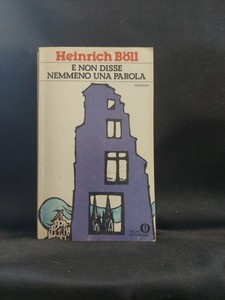 Heinrich Böll
E NON DISSE
NEMMENO UNA PAROLA